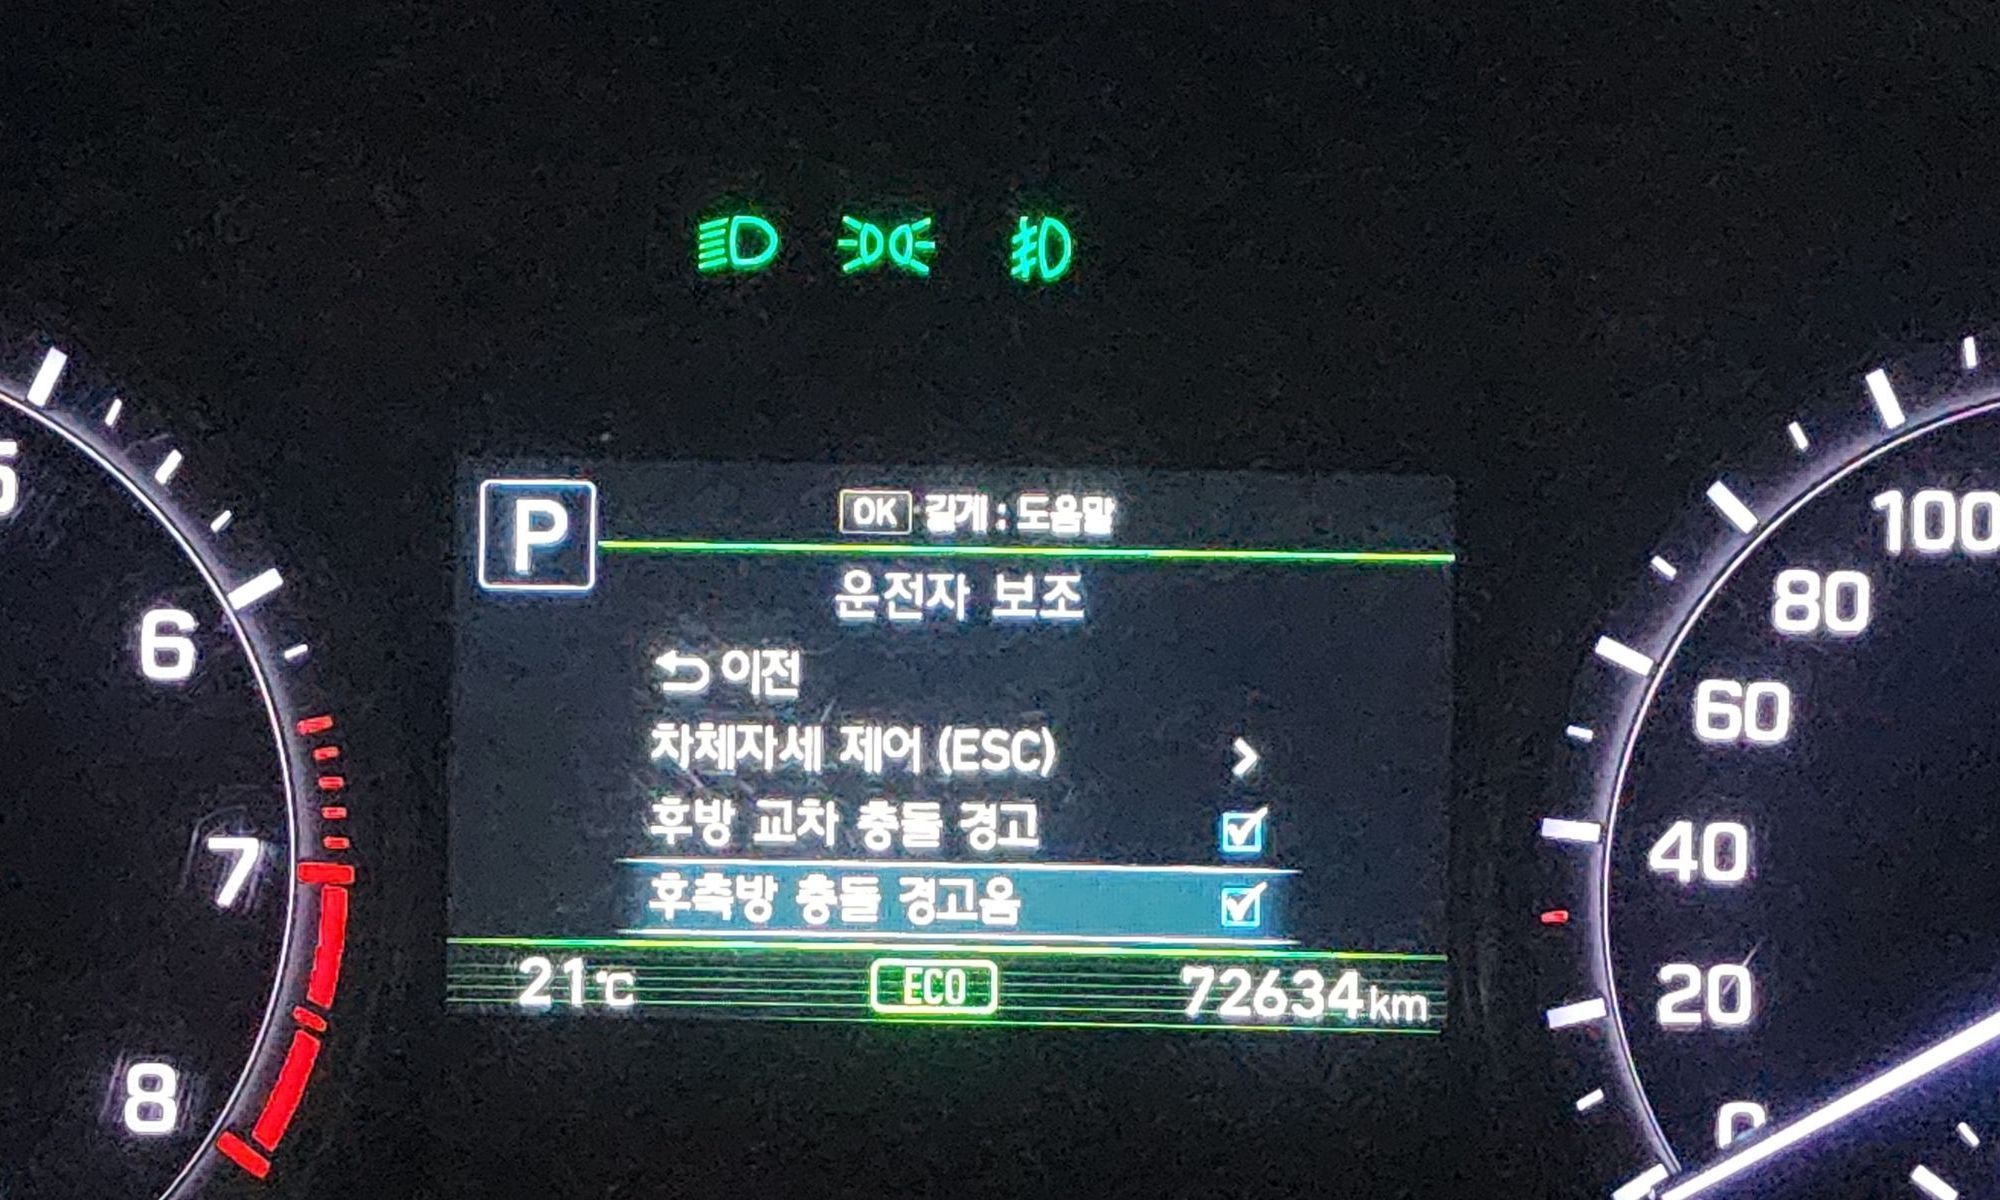 P
OK 길게 : 도움말
운전자 보조
이전
차체자세 제어 (ESC)
후방 교차 충돌 경고
후측방 충돌 경고음
21℃ ECO 72634km
5
6
7
8
100
80
60
40
20
0